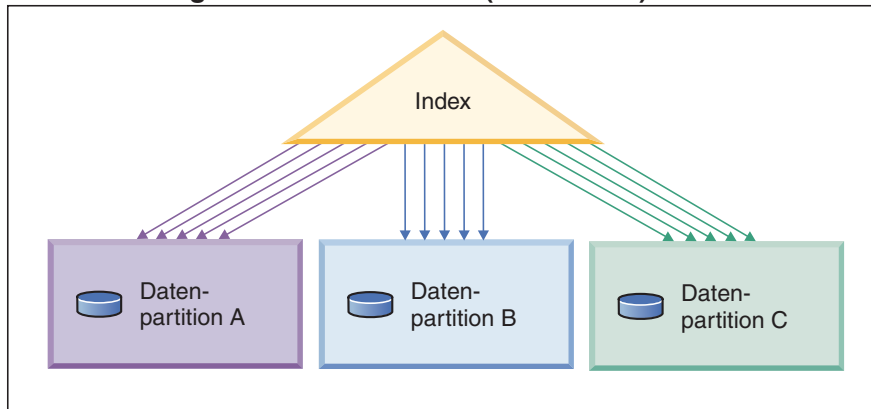 Index
Daten-
partition A
Daten-
partition B
Daten-
partition C